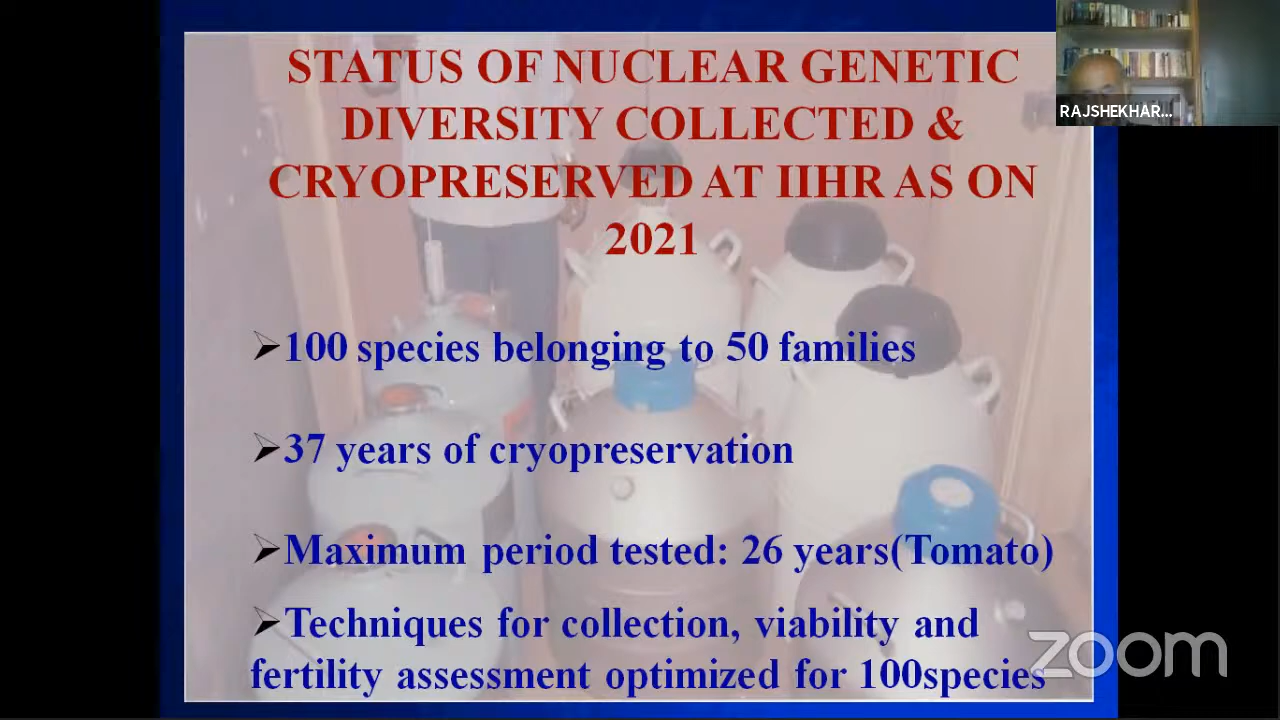 STATUS OF NUCLEAR GENETIC
DIVERSITY COLLECTED &
CRYOPRESERVED AT IIHR AS ON
2021
➢100 species belonging to 50 families
➢37 years of cryopreservation
➢Maximum period tested: 26 years(Tomato)
➢Techniques for collection, viability and
fertility assessment optimized for 100species
RAJSHEKHAR...
zoom